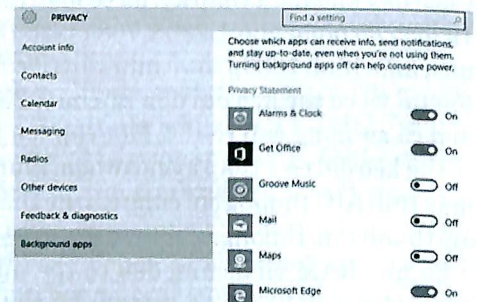 PRIVACY
Find a setting
Account info
Contacts
Calendar
Messaging
Radios
Other devices
Feedback & diagnostics
Background apps
Choose which apps can receive info, send notifications,
and stay up-to-date, even when you're not using them.
Turning background apps off can help conserve power.
Privacy Statement
Alarms & Clock On
Get Office On
Groove Music Off
Mail Off
Maps Off
Microsoft Edge On